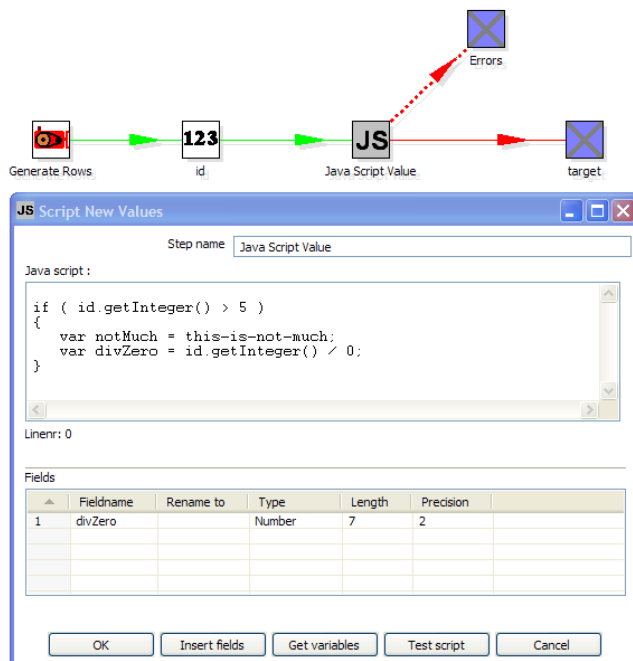 Errors
123
JS
Generate Rows
id
Java Script Value
target
JS Script New Values
Step name Java Script Value
Java script :
if ( id.getInteger() > 5 )
{
var notMuch = this-is-not-much;
var divZero = id.getInteger() / 0;
}
Linenr: 0
Fields
Fieldname Rename to Type Length Precision
1 divZero Number 7 2
OK Insert fields Get variables Test script Cancel